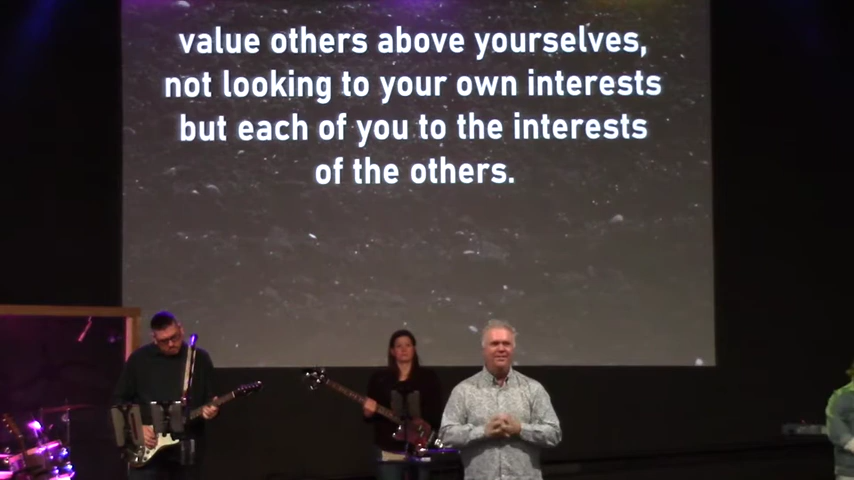 value others above yourselves,
not looking to your own interests
but each of you to the interests
of the others.